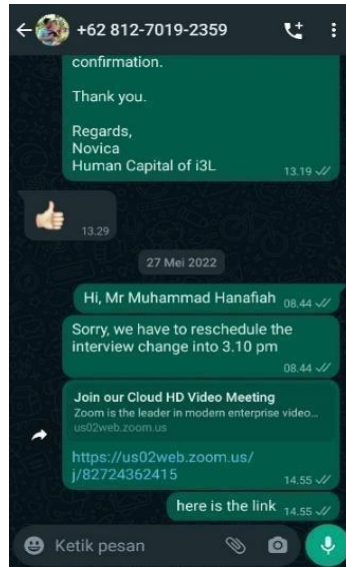 +62 812-7019-2359
confirmation.
Thank you.
Regards,
Novica
Human Capital of i3L
13.19
13.29
27 Mei 2022
Hi, Mr Muhammad Hanafiah 08.44
Sorry, we have to reschedule the
interview change into 3.10 pm
08.44
Join our Cloud HD Video Meeting
Zoom is the leader in modern enterprise video...
us02web.zoom.us
https://us02web.zoom.us/
j/82724362415
14.55
here is the link 14.55
Ketik pesan